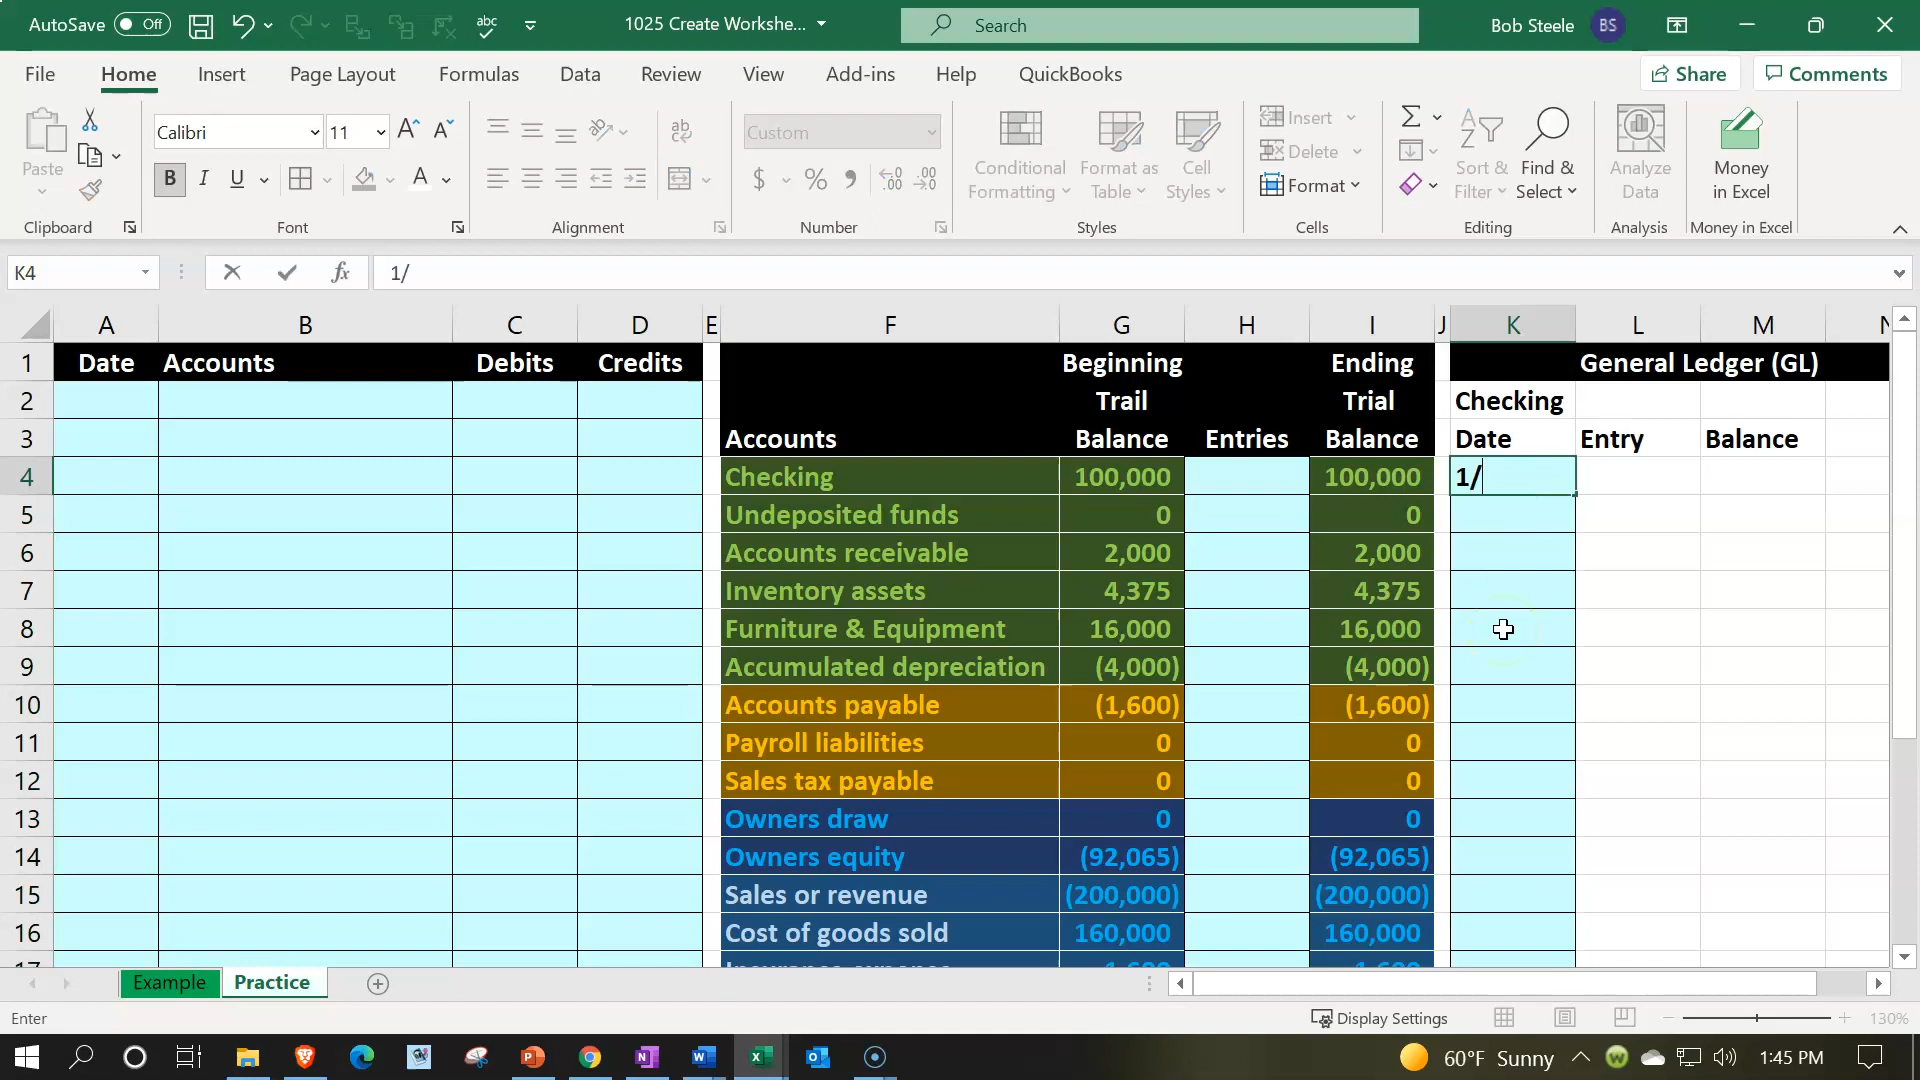 AutoSave Off
1025 Create Workshe...
Search
Bob Steele BS
File Home Insert Page Layout Formulas Data Review View Add-ins Help QuickBooks
Share Comments
Paste
Clipboard
Calibri 11
B I U
Font
ab
Alignment
Custom
$ % 
Number
Conditional Formatting
Format as Table
Cell Styles
Styles
Insert
Delete
Format
Cells
Sort & Filter
Find & Select
Editing
Analyze Data
Analysis
Money in Excel
Money in Excel
K4 fx 1/
A B C D E F G H I J K L M
1 Date Accounts Debits Credits Beginning Ending General Ledger (GL)
2 Trail Trial Checking
3 Accounts Balance Entries Balance Date Entry Balance
4 Checking 100,000 100,000 1/
5 Undeposited funds 0 0
6 Accounts receivable 2,000 2,000
7 Inventory assets 4,375 4,375
8 Furniture & Equipment 16,000 16,000
9 Accumulated depreciation (4,000) (4,000)
10 Accounts payable (1,600) (1,600)
11 Payroll liabilities 0 0
12 Sales tax payable 0 0
13 Owners draw 0 0
14 Owners equity (92,065) (92,065)
15 Sales or revenue (200,000) (200,000)
16 Cost of goods sold 160,000 160,000
Example Practice
Enter
Display Settings
130%
60°F Sunny
1:45 PM